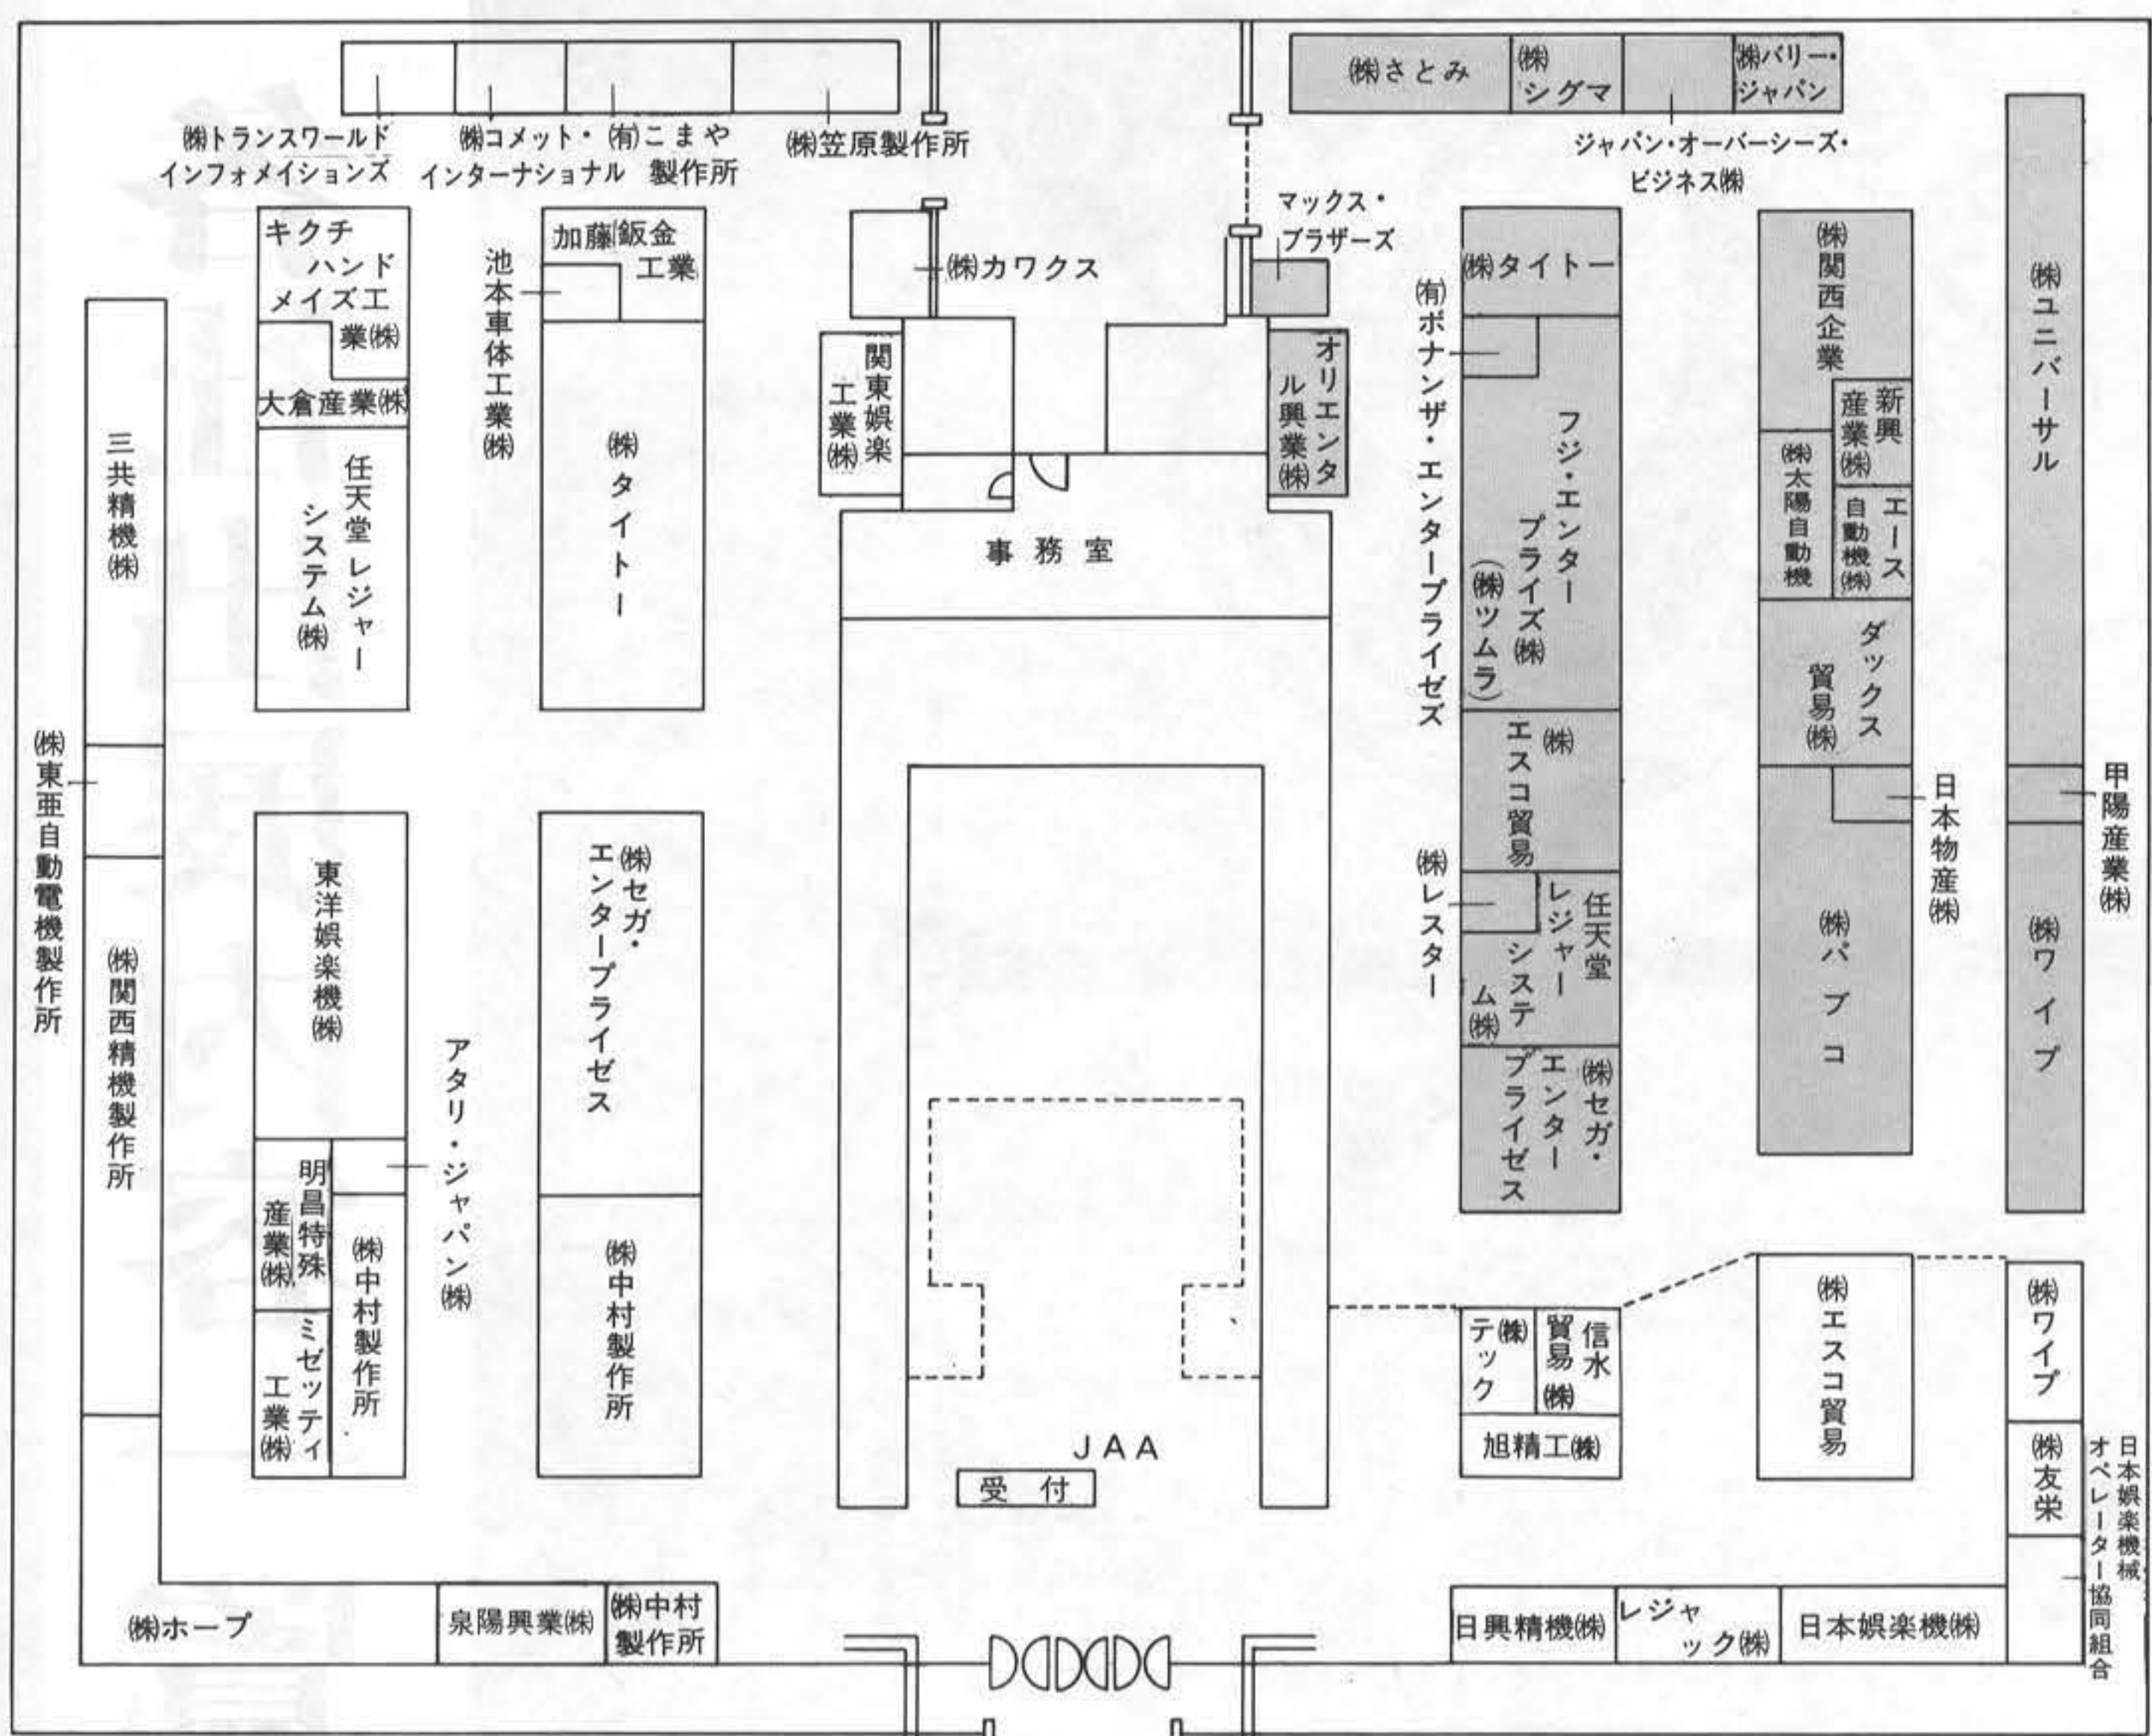 ㈱トランスワールド
インフォメイションズ
㈱コメット・
インターナショナル
㈲こまや
製作所
㈱笠原製作所
㈱さとみ
㈱
シグマ
ジャパン・オーバーシーズ・
ビジネス㈱
㈱バリー・
ジャパン
キクチ
ハンド
メイズ工
業㈱
大倉産業㈱
任天堂レジャー
システム㈱
加藤鈑金
工業
池本車体工業㈱
㈱タイトー
㈱カワクス
マックス・
ブラザーズ
関東娯楽
工業㈱
オリエンタ
ル興業㈱
事務室
㈱タイトー
㈲ボナンザ・エンタープライゼズ
フジ・エンター
プライズ㈱
(㈱ツムラ)
㈱
エスコ貿易
㈱レスター
任天堂
レジャー
システ
ム㈱
㈱セガ・
エンター
プライゼス
㈱関西企業
新興
産業㈱
㈱太陽自動機
エース
自動機㈱
ダックス
貿易㈱
日本物産㈱
㈱パブコ
㈱ユニバーサル
甲陽産業㈱
㈱ワイプ
三共精機㈱
㈱東亜自動電機製作所
㈱関西精機製作所
東洋娯楽機㈱
㈱セガ・
エンタープライゼス
アタリ・ジャパン㈱
明昌特殊
産業㈱
㈱中村製作所
ミゼッティ
工業㈱
㈱中村製作所
JAA
受付
㈱
テック
信水
貿易㈱
旭精工㈱
㈱エスコ貿易
㈱ワイプ
㈱友栄
日本娯楽機械
オペレーター協同組合
㈱ホープ
泉陽興業㈱
㈱中村
製作所
日興精機㈱
レジャ
ック㈱
日本娯楽機㈱